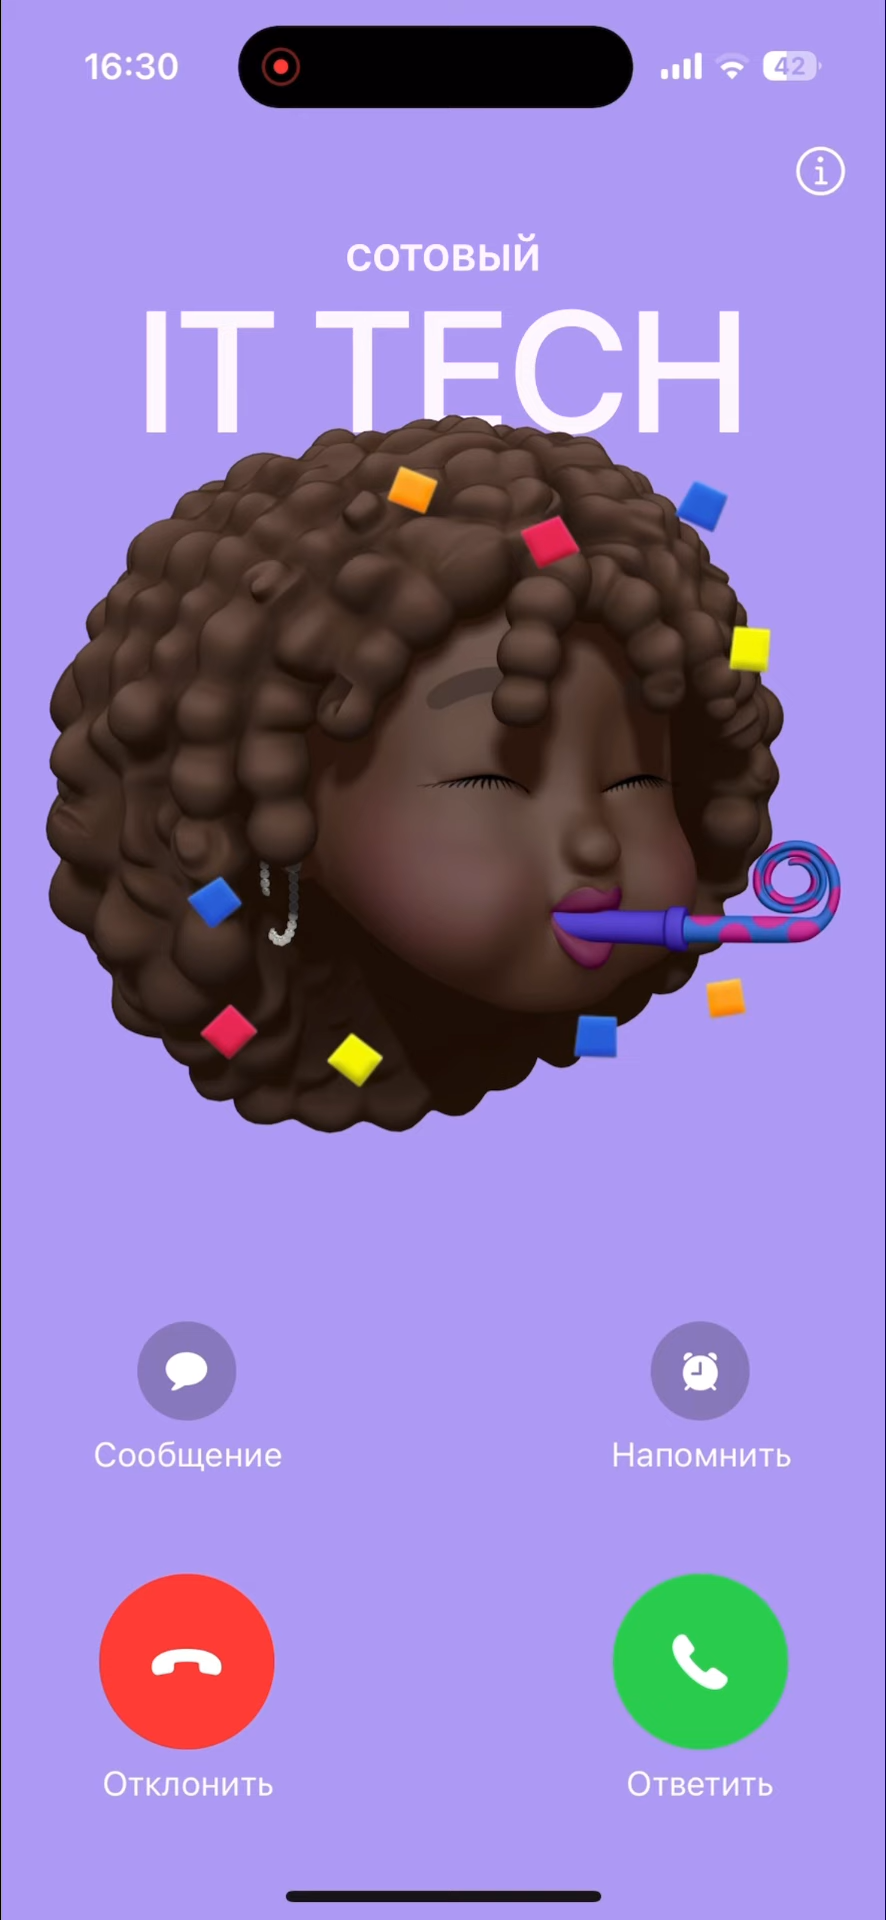 16:30
42
сотовый
IT TECH
Сообщение
Напомнить
Отклонить
Ответить